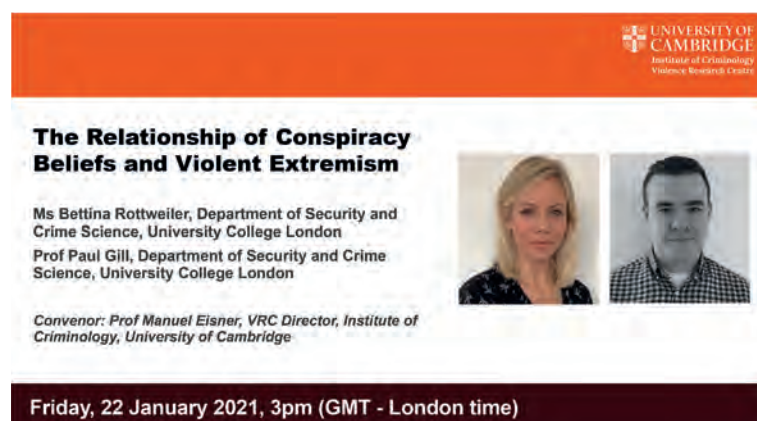 UNIVERSITY OF
CAMBRIDGE
Institute of Criminology
Violence Research Centre
The Relationship of Conspiracy
Beliefs and Violent Extremism
Ms Bettina Rottweiler, Department of Security and
Crime Science, University College London
Prof Paul Gill, Department of Security and Crime
Science, University College London
Convenor: Prof Manuel Eisner, VRC Director, Institute of
Criminology, University of Cambridge
Friday, 22 January 2021, 3pm (GMT - London time)